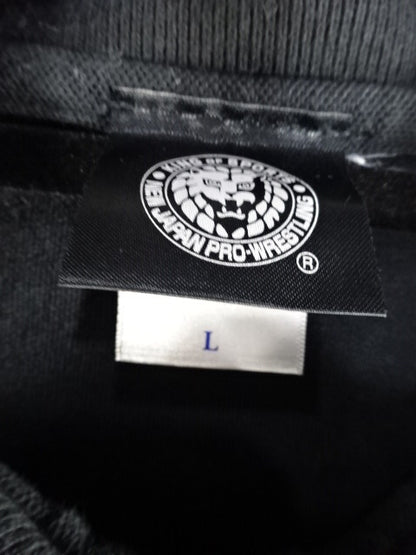 KING OF SPORTS
NEW JAPAN PRO-WRESTLING
®
L